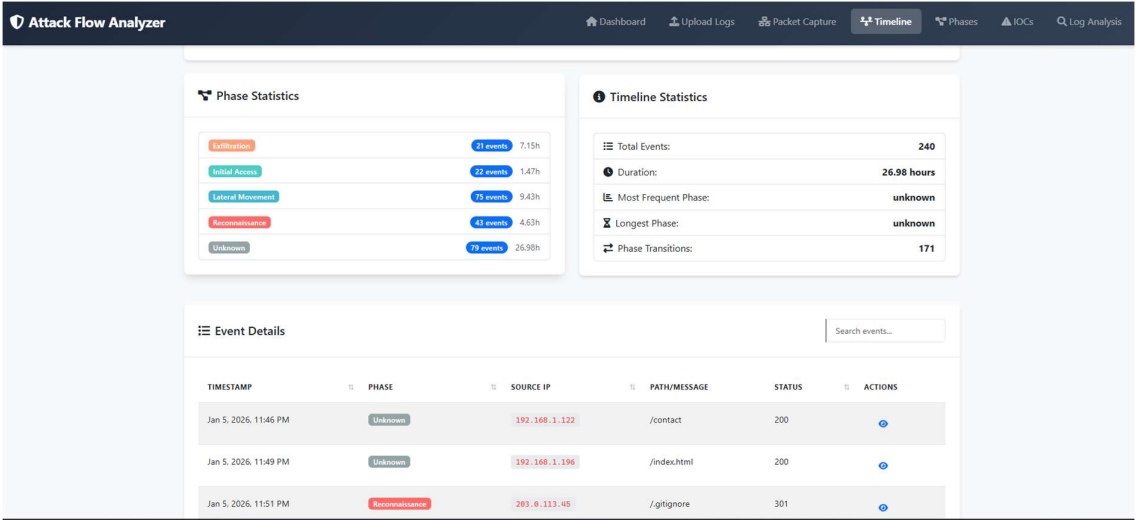 Attack Flow Analyzer Dashboard Upload Logs Packet Capture Timeline Phases IOCs Log Analysis
Phase Statistics
Exfiltration 21 events 7.15h
Initial Access 22 events 1.47h
Lateral Movement 75 events 9.43h
Reconnaissance 43 events 4.63h
Unknown 79 events 26.98h
Timeline Statistics
Total Events: 240
Duration: 26.98 hours
Most Frequent Phase: unknown
Longest Phase: unknown
Phase Transitions: 171
Event Details Search events...
TIMESTAMP PHASE SOURCE IP PATH/MESSAGE STATUS ACTIONS
Jan 5, 2026, 11:46 PM Unknown 192.168.1.122 /contact 200
Jan 5, 2026, 11:49 PM Unknown 192.168.1.196 /index.html 200
Jan 5, 2026, 11:51 PM Reconnaissance 203.0.113.45 /.gitignore 301